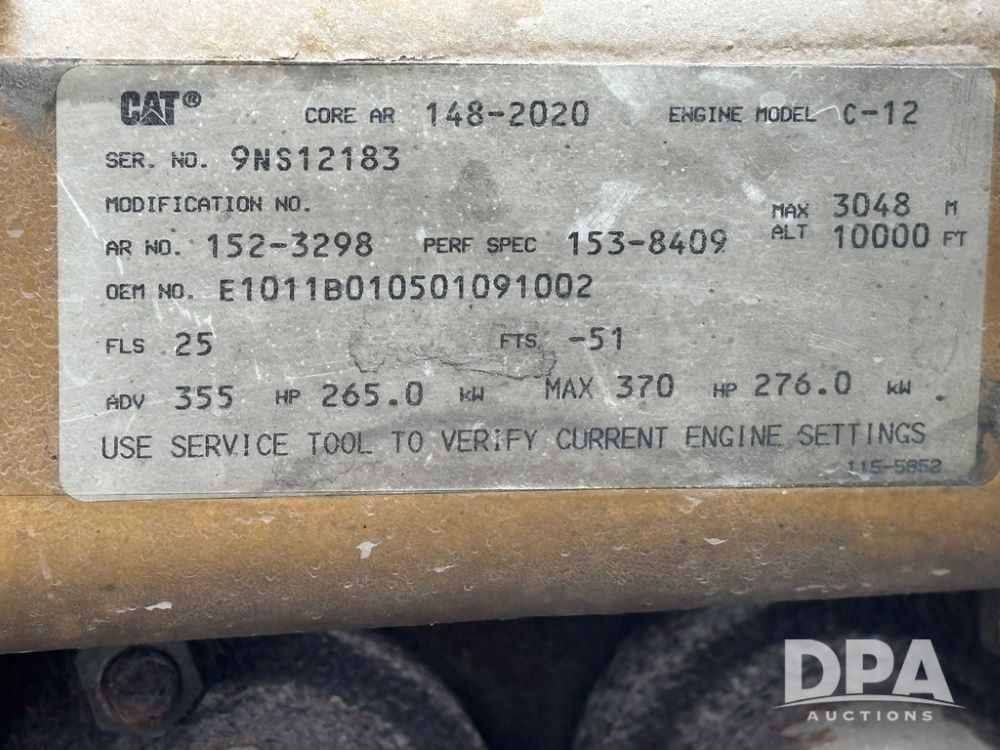 CAT® CORE AR 148-2020 ENGINE MODEL C-12
SER. NO. 9NS12183
MODIFICATION NO. MAX 3048 M
ALT 10000 FT
AR NO. 152-3298 PERF SPEC 153-8409
OEM NO. E1011B010501091002
FLS 25 FTS -51
ADV 355 HP 265.0 kW MAX 370 HP 276.0 kW
USE SERVICE TOOL TO VERIFY CURRENT ENGINE SETTINGS
115-5852
DPA
AUCTIONS